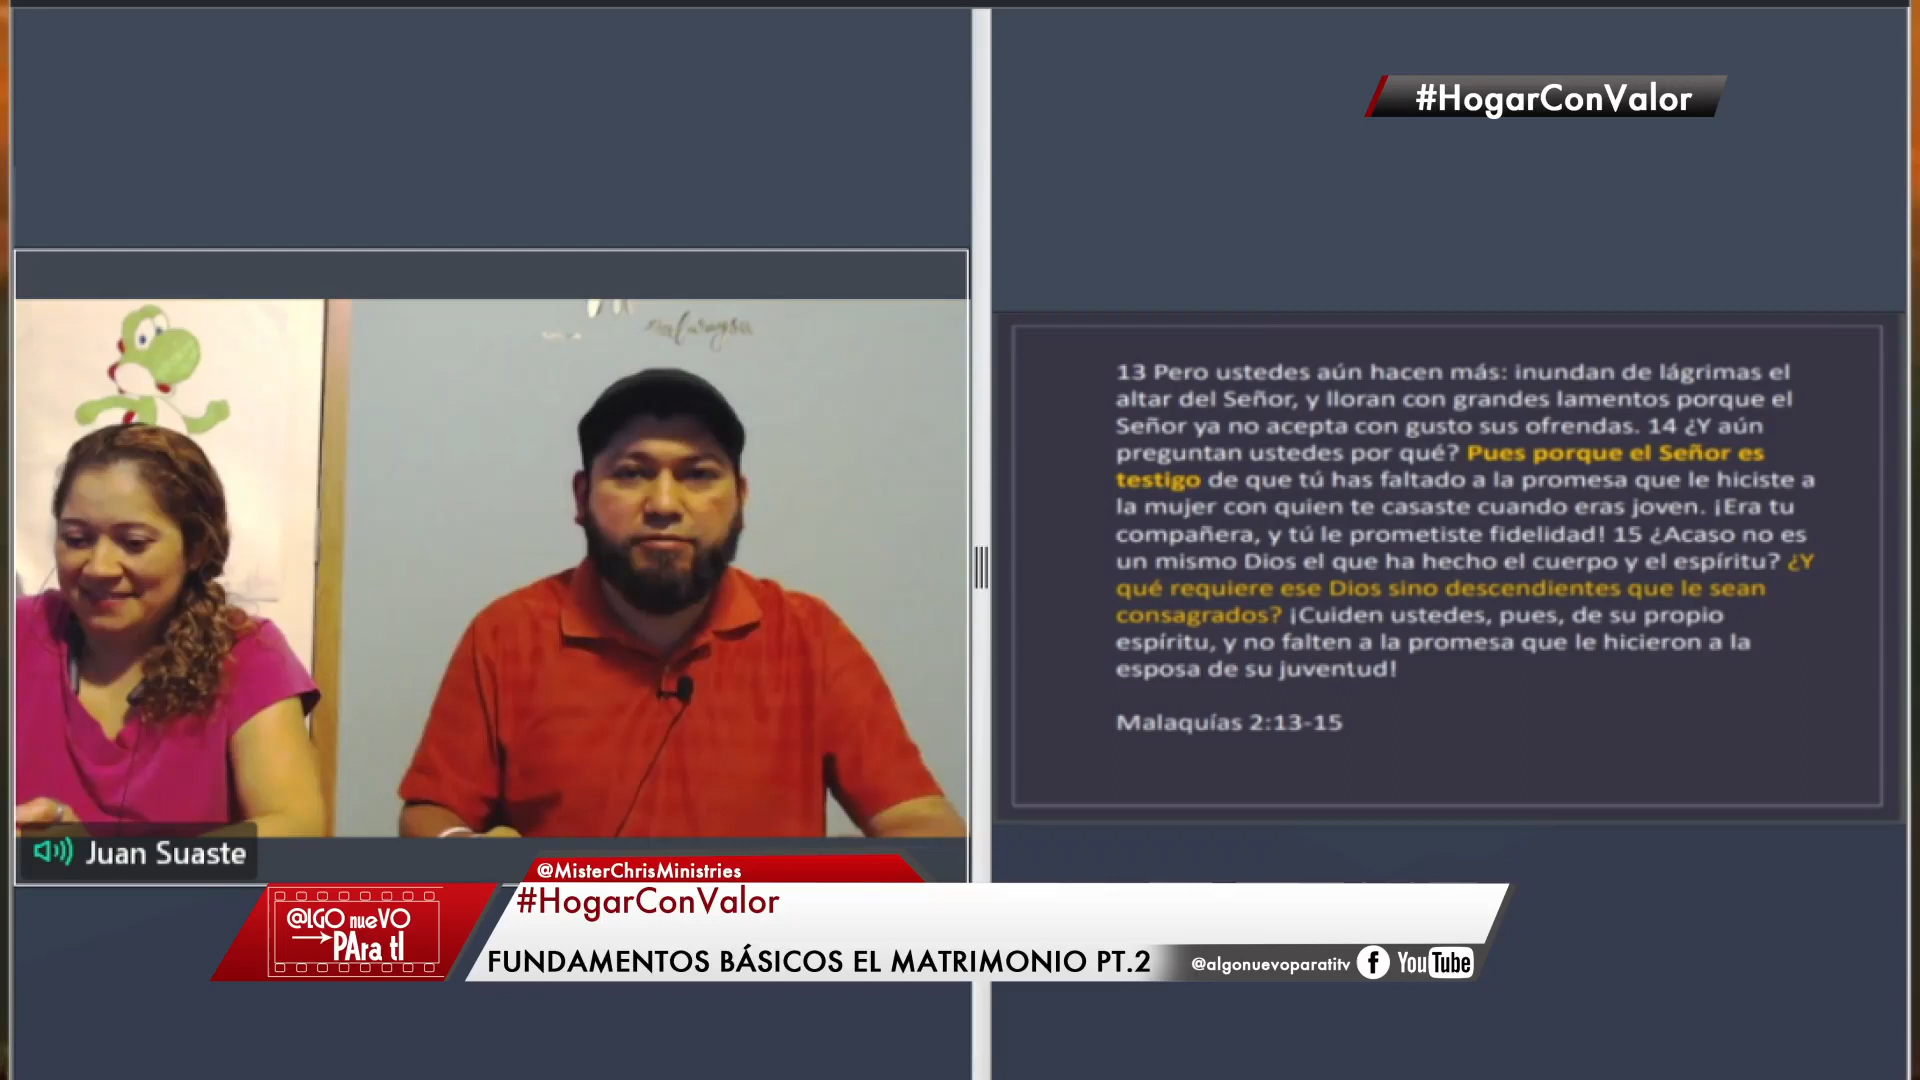 #HogarConValor
13 Pero ustedes aún hacen más: inundan de lágrimas el
altar del Señor, y lloran con grandes lamentos porque el
Señor ya no acepta con gusto sus ofrendas. 14 ¿Y aún
preguntan ustedes por qué? Pues porque el Señor es
testigo de que tú has faltado a la promesa que le hiciste a
la mujer con quien te casaste cuando eras joven. ¡Era tu
compañera, y tú le prometiste fidelidad! 15 ¿Acaso no es
un mismo Dios el que ha hecho el cuerpo y el espíritu? ¿Y
qué requiere ese Dios sino descendientes que le sean
consagrados? ¡Cuiden ustedes, pues, de su propio
espíritu, y no falten a la promesa que le hicieron a la
esposa de su juventud!
Malaquías 2:13-15
Juan Suaste
@MisterChrisMinistries
#HogarConValor
@LGO nueVO
PAra tI
FUNDAMENTOS BÁSICOS EL MATRIMONIO PT.2
@algonuevoparatitv f YouTube